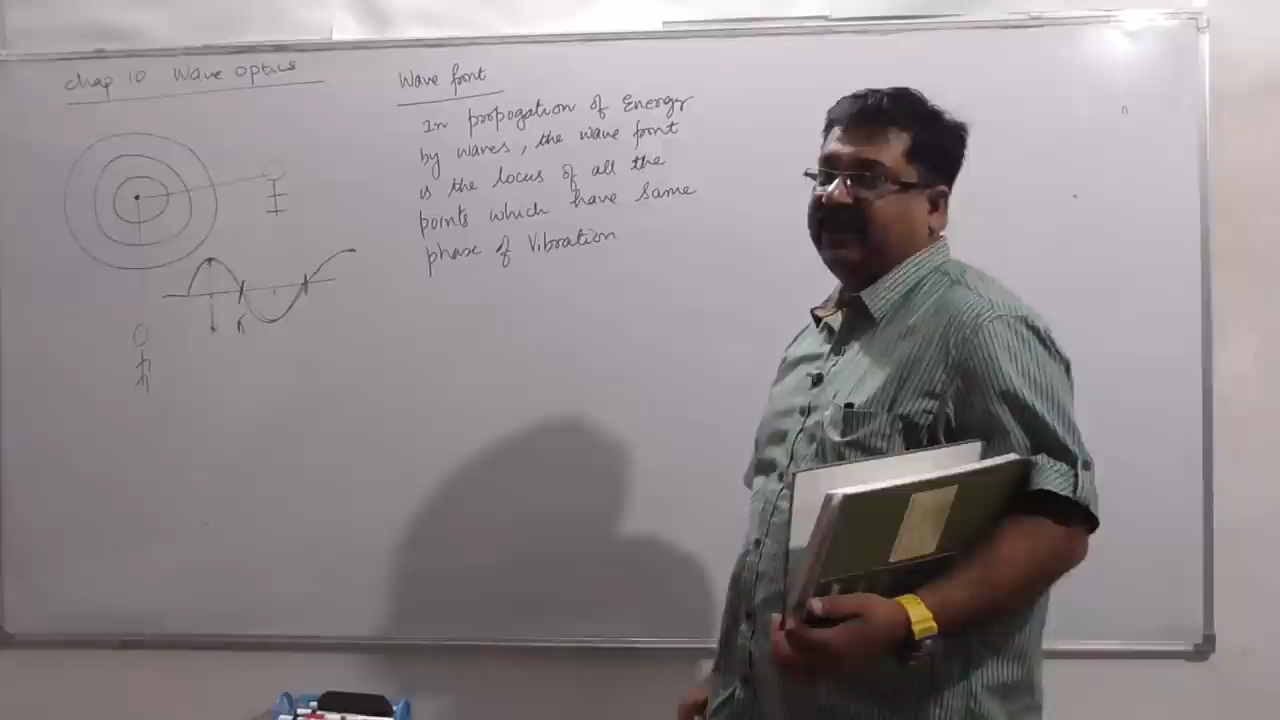 Chap 10 Wave Optics
Wave front
In propogation of Energy
by waves, the wave front
is the locus of all the
points which have same
phase of Vibration
π